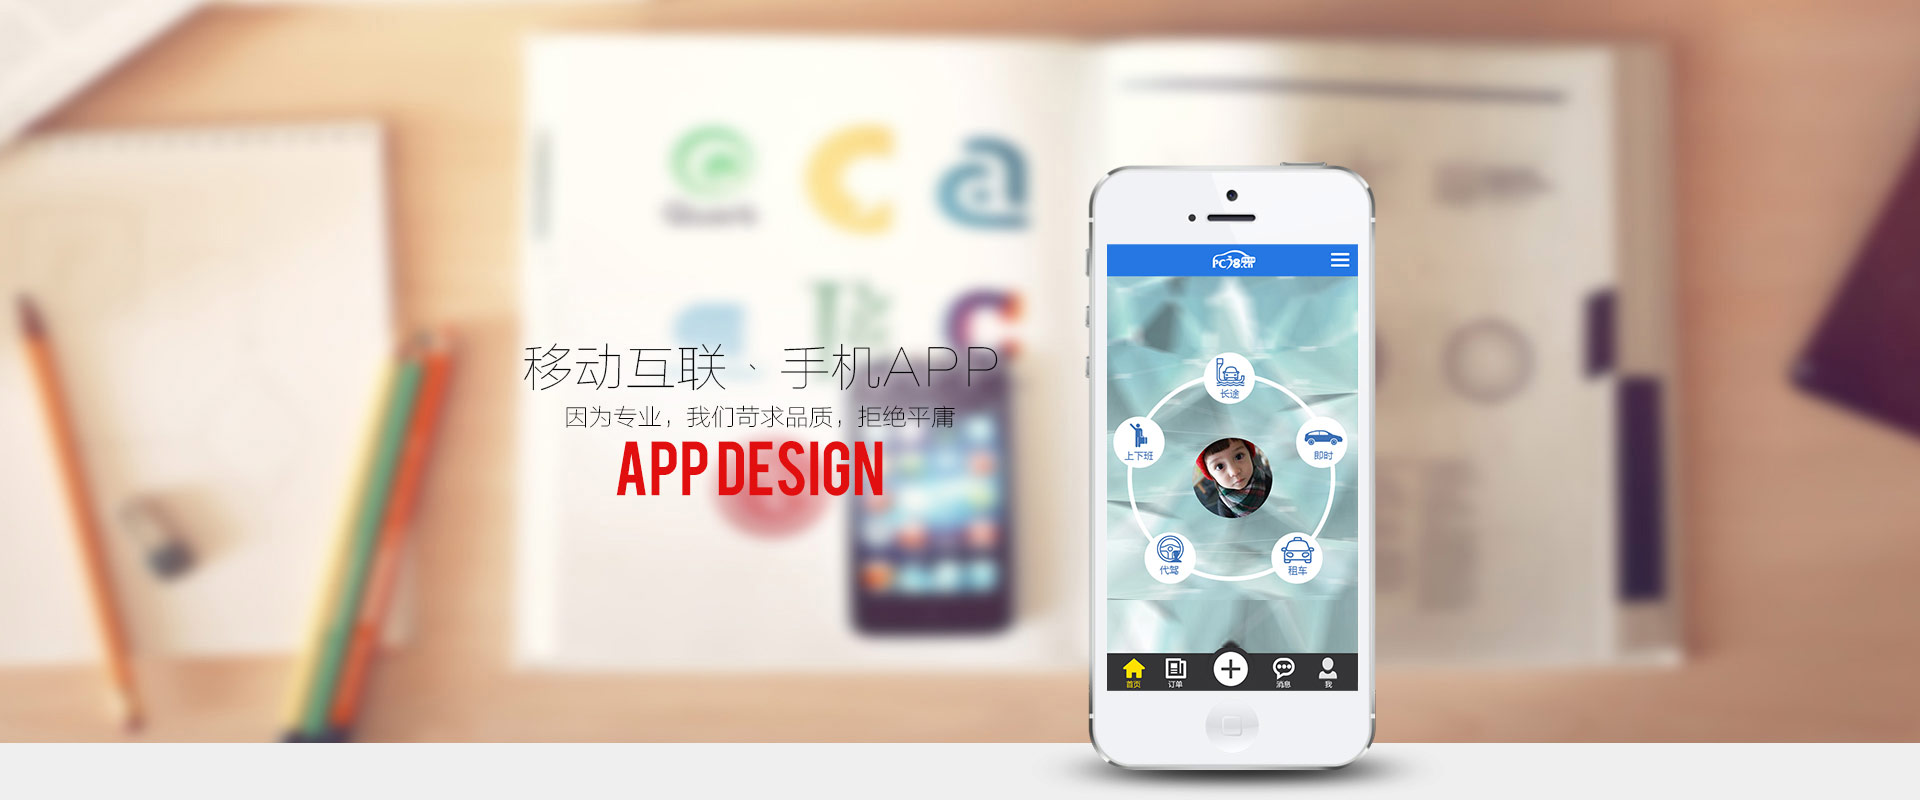 移动互联、手机APP
因为专业，我们苛求品质，拒绝平庸
APP DESIGN
PC78.cn
长途
上下班
即时
代驾
租车
首页
订单
消息
我